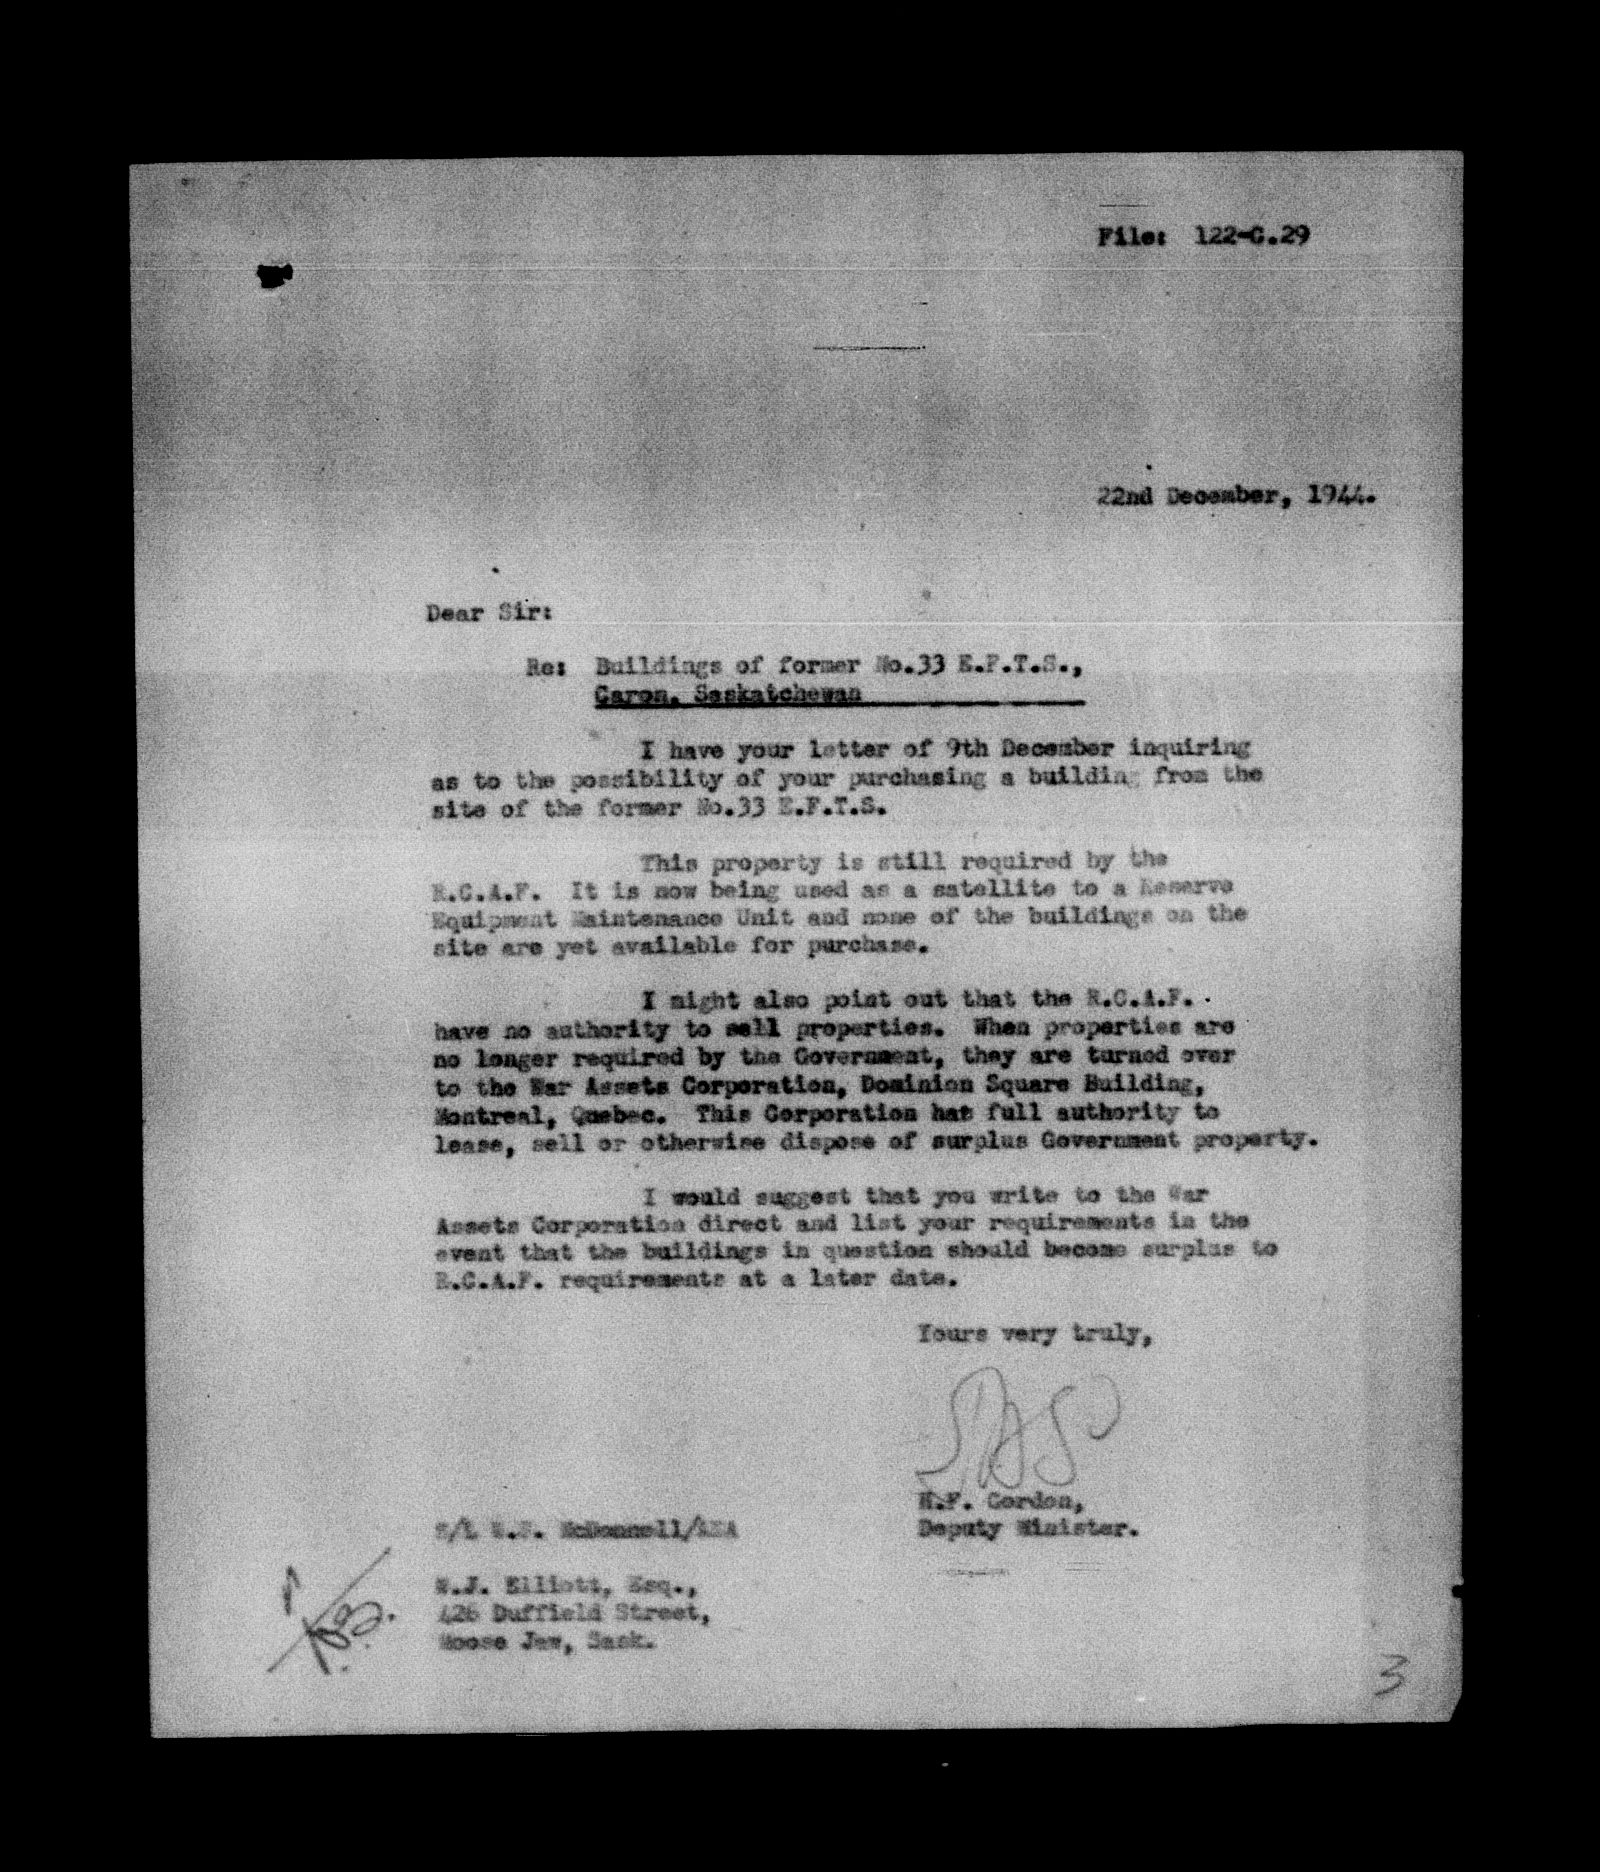 File: 122-C.29
22nd December, 1944.
Dear Sir:
Re: Buildings of former No.33 E.F.T.S.,
Caron, Saskatchewan
I have your letter of 9th December inquiring
as to the possibility of your purchasing a building from the
site of the former No.33 E.F.T.S.
This property is still required by the
R.C.A.F. It is now being used as a satellite to a Reserve
Equipment Maintenance Unit and none of the buildings on the
site are yet available for purchase.
I might also point out that the R.C.A.F.
have no authority to sell properties. When properties are
no longer required by the Government, they are turned over
to the War Assets Corporation, Dominion Square Building,
Montreal, Quebec. This Corporation has full authority to
lease, sell or otherwise dispose of surplus Government property.
I would suggest that you write to the War
Assets Corporation direct and list your requirements in the
event that the buildings in question should become surplus to
R.C.A.F. requirements at a later date.
Yours very truly,
H.F. Gordon,
Deputy Minister.
S/L W.F. McDonnell/
W.J. Elliott, Esq.,
426 Duffield Street,
Moose Jaw, Sask.
3